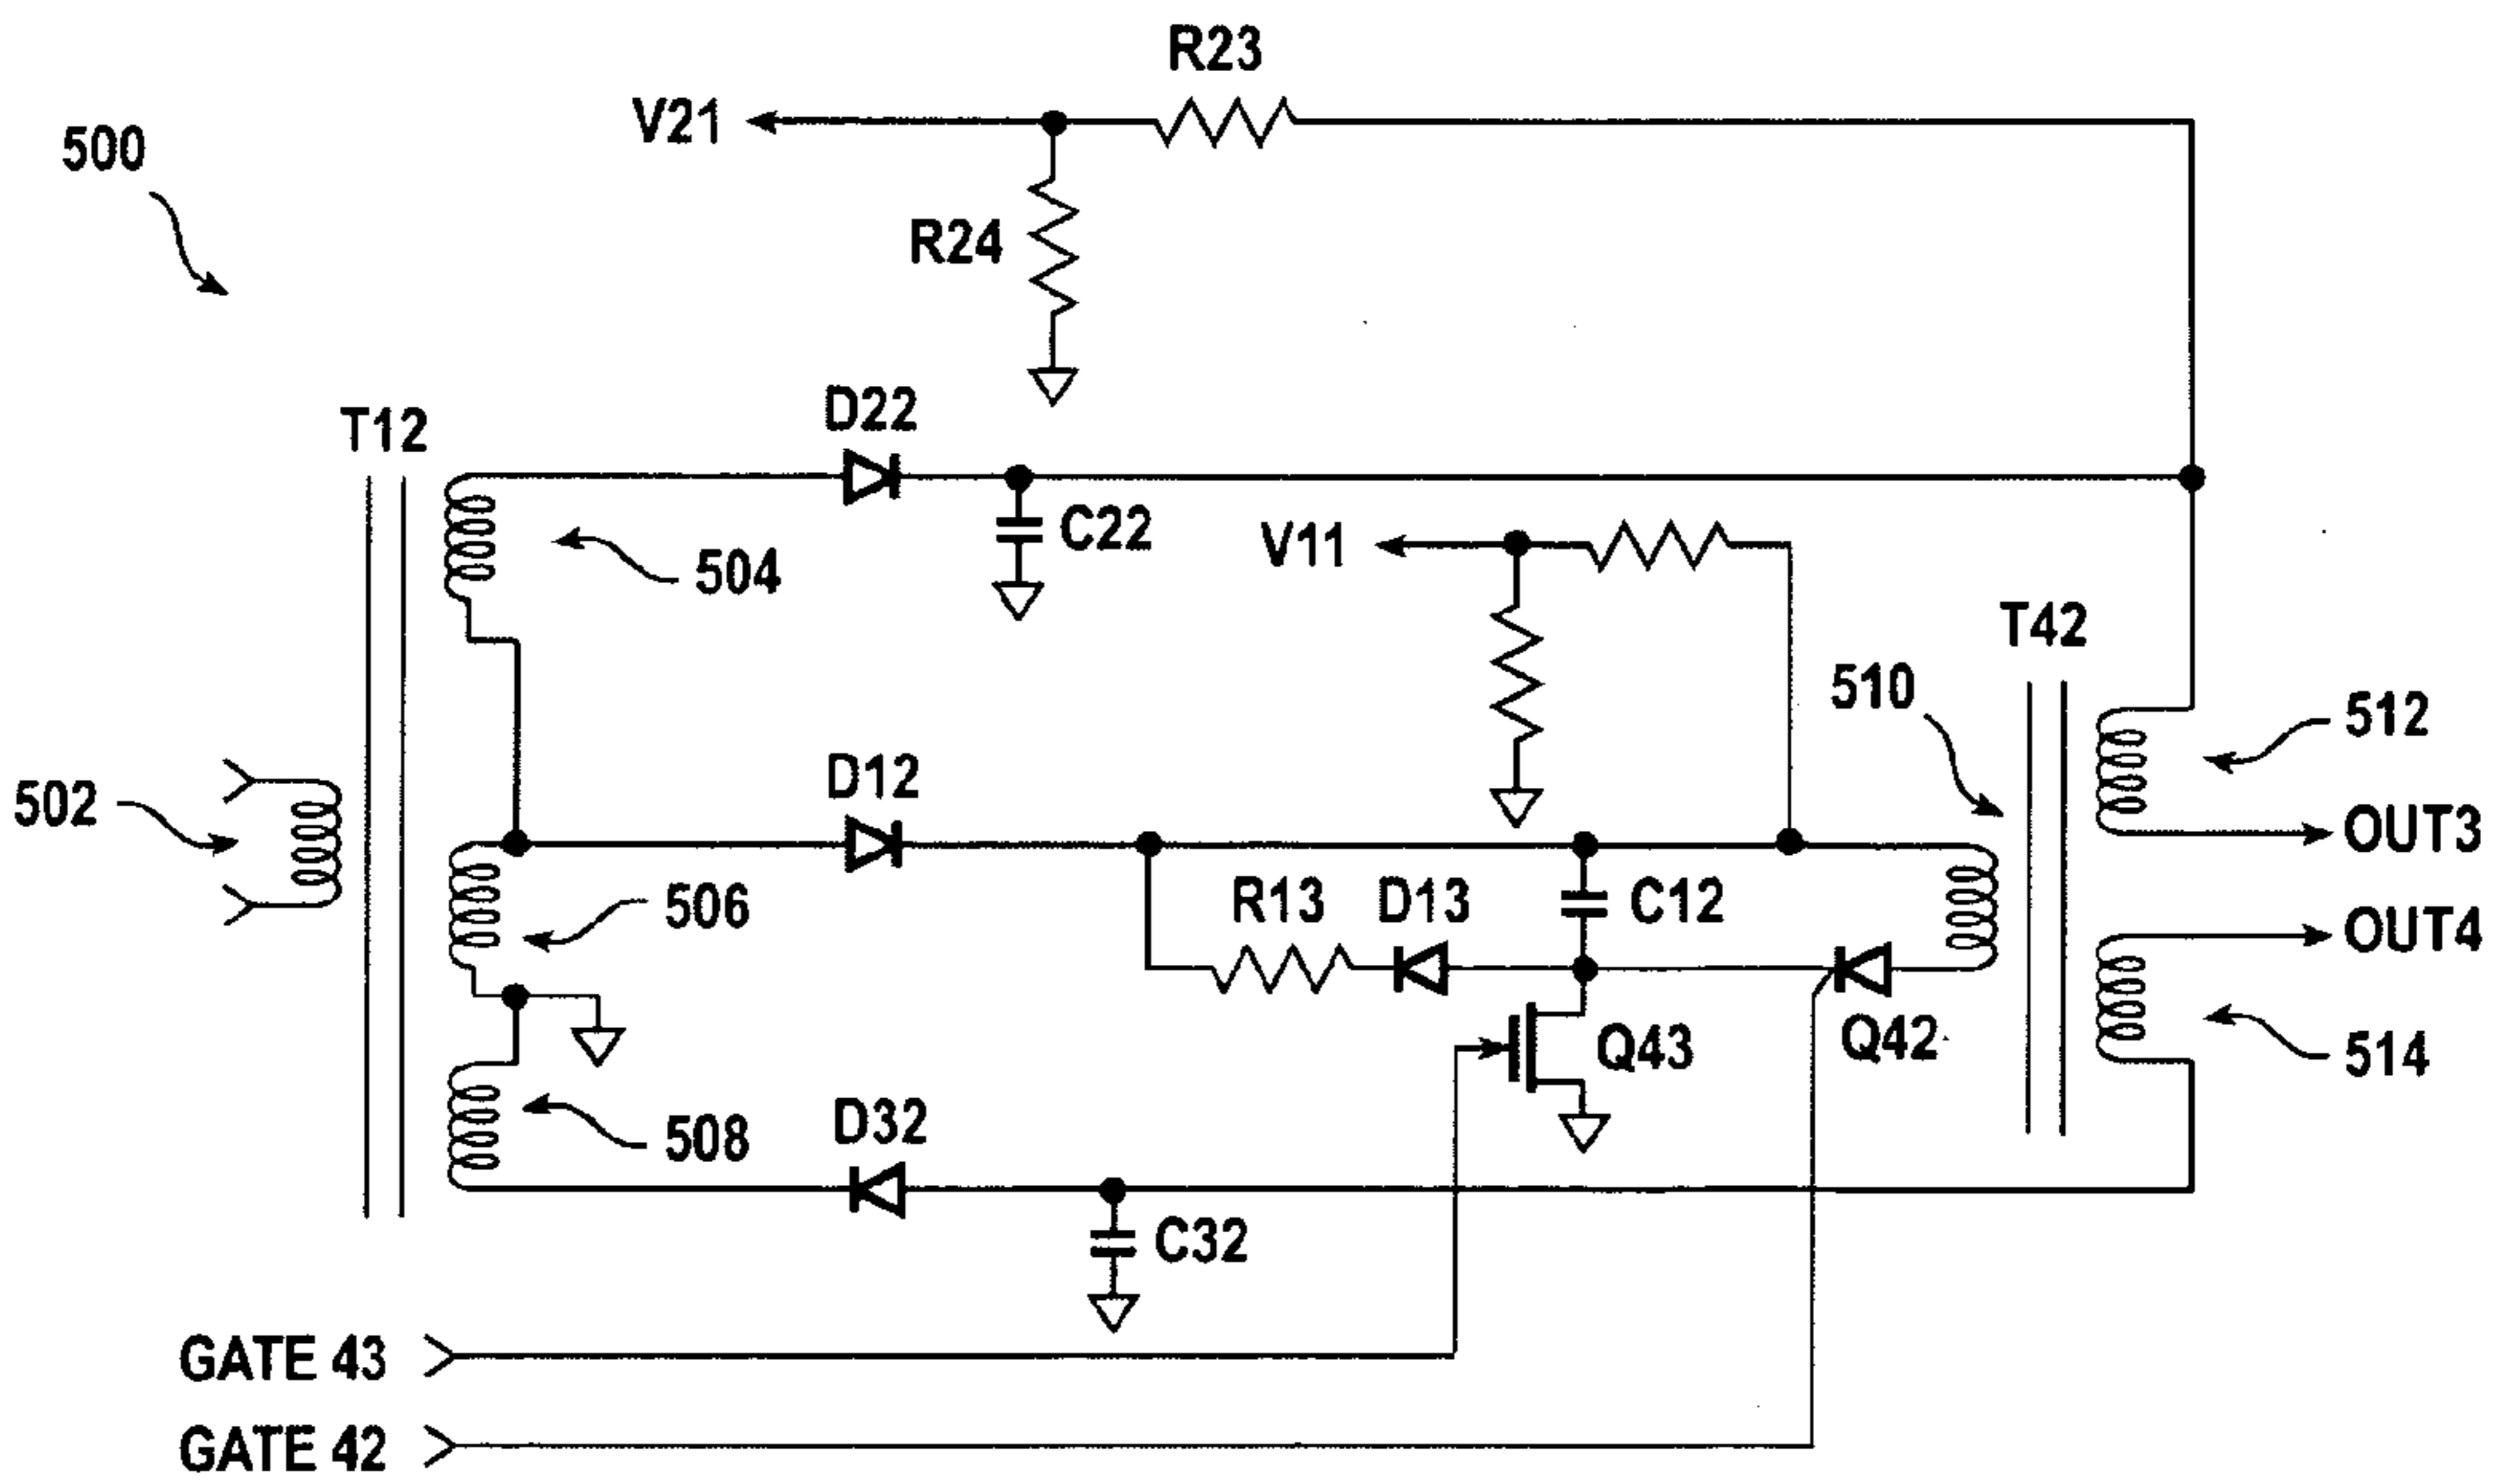 R23
V21
500
R24
D22
T12
C22
V11
504
T42
510
512
D12
502
OUT3
R13
D13
C12
506
OUT4
Q43
Q42
514
D32
508
C32
GATE 43
GATE 42